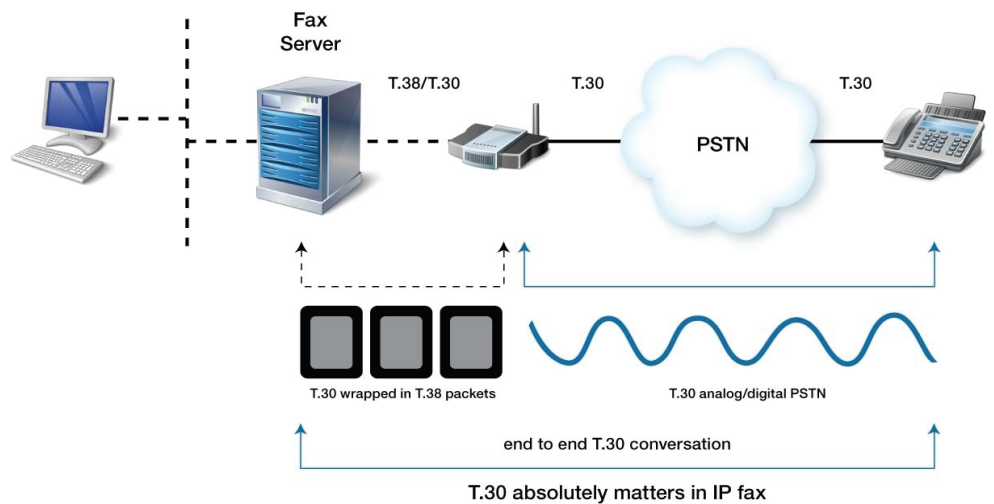 Fax
Server
T.38/T.30
T.30
T.30
PSTN
T.30 wrapped in T.38 packets
T.30 analog/digital PSTN
end to end T.30 conversation
T.30 absolutely matters in IP fax